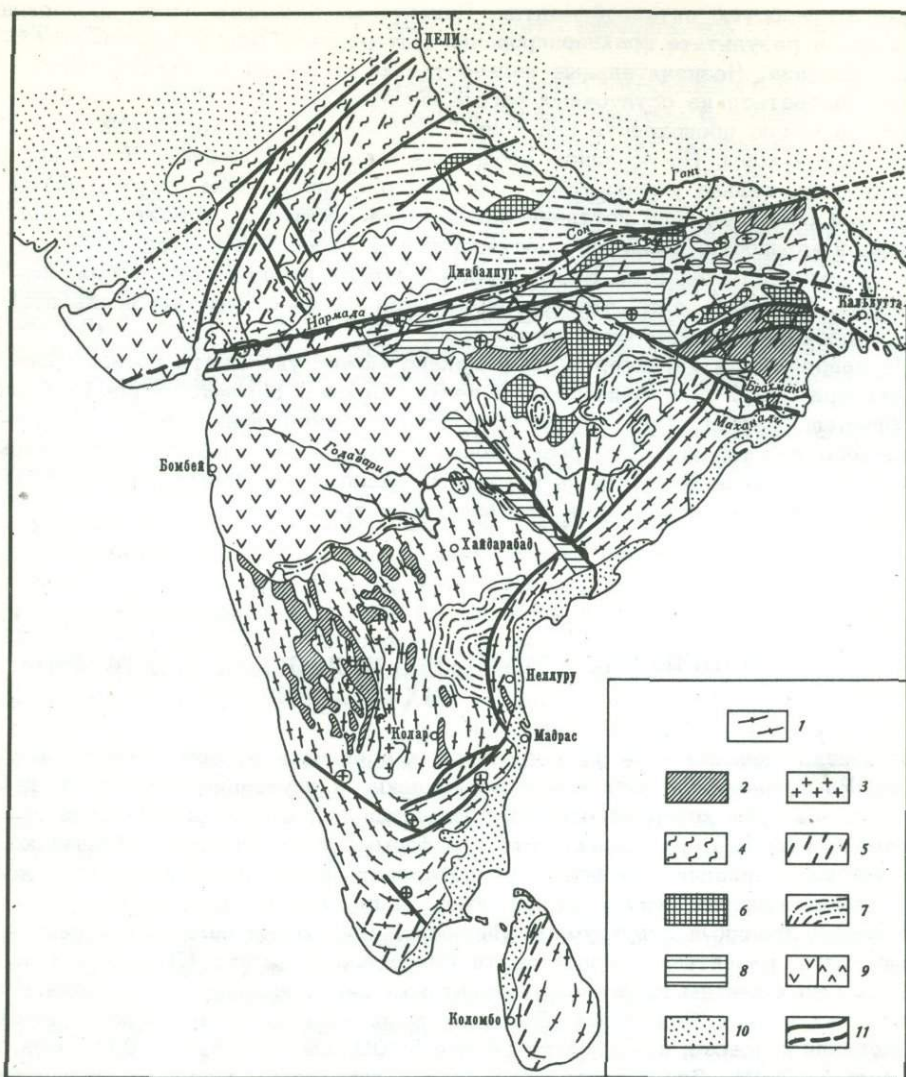 ДЕЛИ
Ганг
Сон
Джабалпур
Нармада
Калькутта
Брахмани
Маханади
Годавари
Бомбей
Хайдарабад
Неллуру
Колар
Мадрас
Коломбо
1
2
3
4
5
6
7
8
9
10
11